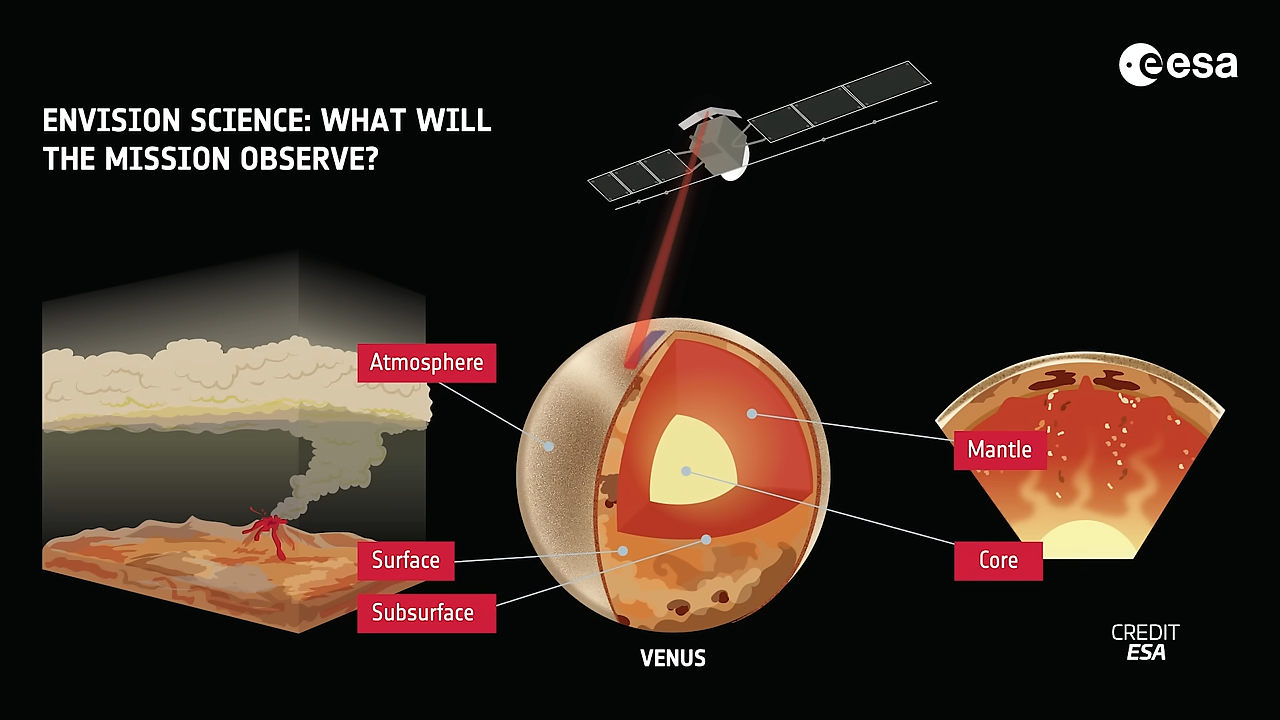 esa
ENVISION SCIENCE: WHAT WILL
THE MISSION OBSERVE?
Atmosphere
Mantle
Surface
Core
Subsurface
CREDIT
ESA
VENUS